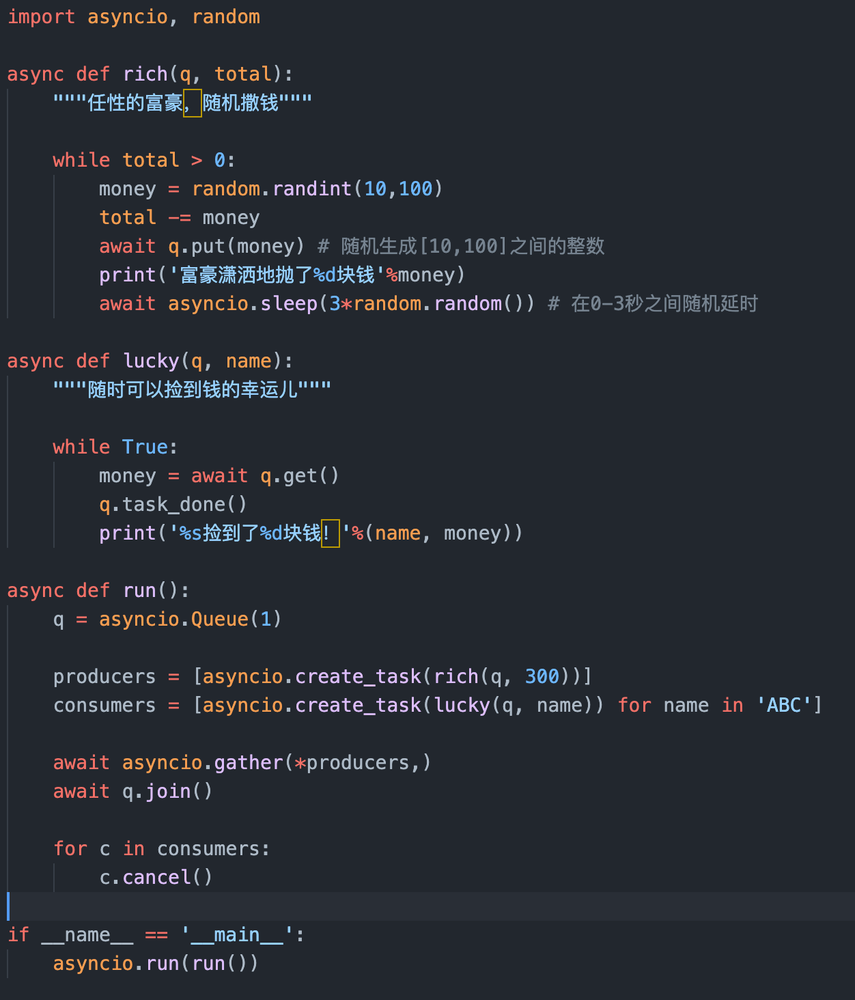 import asyncio, random
async def rich(q, total):
    """任性的富豪，随机撒钱"""
    while total > 0:
        money = random.randint(10,100)
        total -= money
        await q.put(money) # 随机生成[10,100]之间的整数
        print('富豪潇洒地抛了%d块钱'%money)
        await asyncio.sleep(3*random.random()) # 在0-3秒之间随机延时
async def lucky(q, name):
    """随时可以捡到钱的幸运儿"""
    while True:
        money = await q.get()
        q.task_done()
        print('%s捡到了%d块钱！'%(name, money))
async def run():
    q = asyncio.Queue(1)
    producers = [asyncio.create_task(rich(q, 300))]
    consumers = [asyncio.create_task(lucky(q, name)) for name in 'ABC']
    await asyncio.gather(*producers,)
    await q.join()
    for c in consumers:
        c.cancel()
if __name__ == '__main__':
    asyncio.run(run())